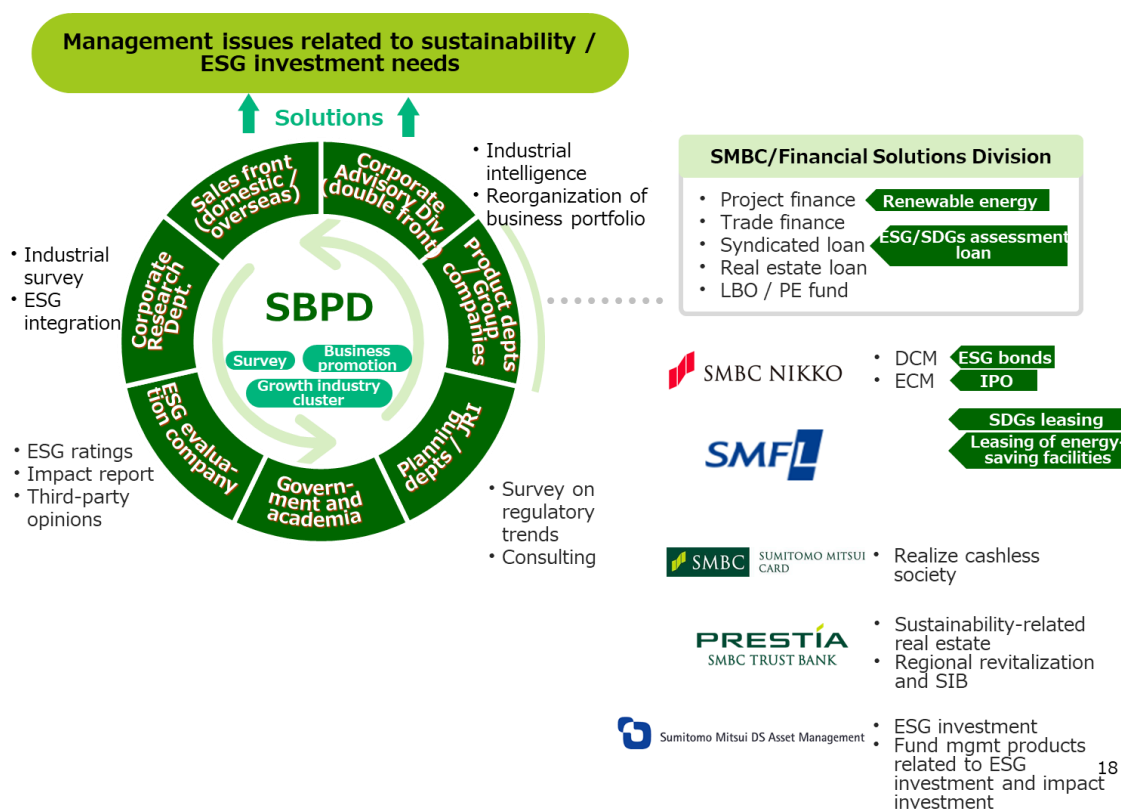 Management issues related to sustainability /
ESG investment needs
Solutions
Sales front
(domestic /
overseas)
Corporate
Advisory Div
(double front)
Product depts
/ Group
companies
Planning
depts / JRI
Govern-
ment and
academia
ESG evalua-
tion company
Corporate
Research
Dept.
SBPD
Survey
Business
promotion
Growth industry
cluster
• Industrial
intelligence
• Reorganization of
business portfolio
• Industrial
survey
• ESG
integration
• ESG ratings
• Impact report
• Third-party
opinions
• Survey on
regulatory
trends
• Consulting
SMBC/Financial Solutions Division
• Project finance
Renewable energy
• Trade finance
• Syndicated loan
ESG/SDGs assessment
loan
• Real estate loan
• LBO / PE fund
SMBC NIKKO
• DCM
ESG bonds
• ECM
IPO
SMFL
SDGs leasing
Leasing of energy-
saving facilities
SMBC
SUMITOMO MITSUI
CARD
• Realize cashless
society
PRESTIA
SMBC TRUST BANK
• Sustainability-related
real estate
• Regional revitalization
and SIB
Sumitomo Mitsui DS Asset Management
• ESG investment
• Fund mgmt products
related to ESG
investment and impact
investment
18